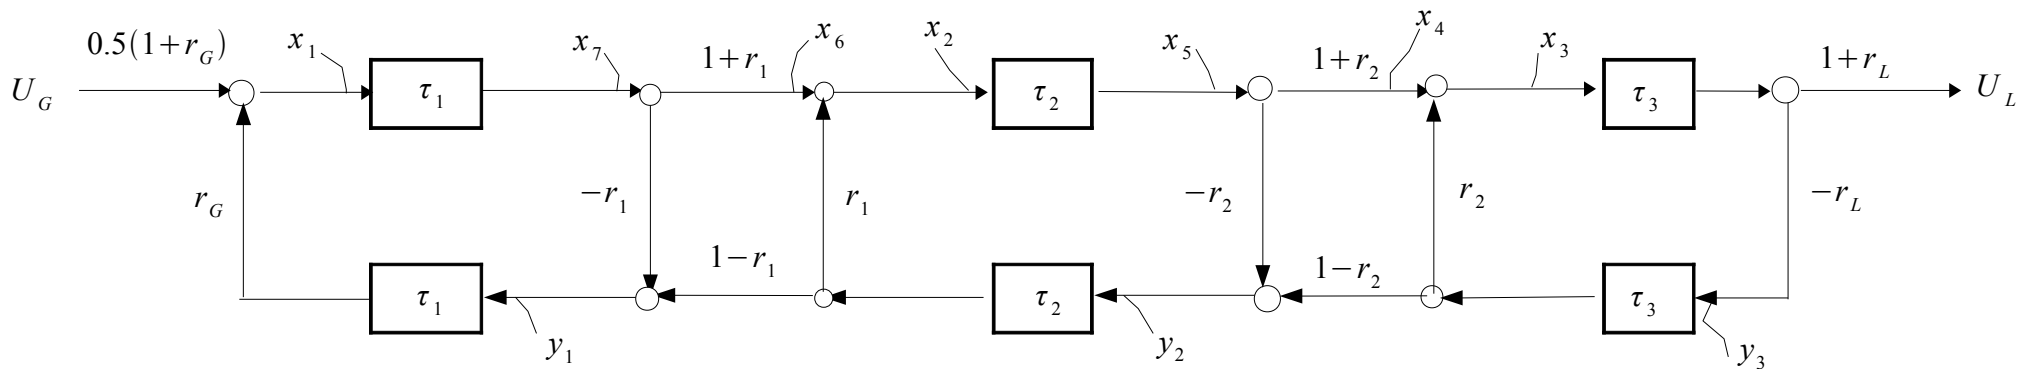 0.5(1+r_G)
x_1
x_7
1+r_1
x_6
x_2
x_5
1+r_2
x_4
x_3
1+r_L
U_G
τ_1
τ_2
τ_3
U_L
r_G
−r_1
r_1
−r_2
r_2
−r_L
1−r_1
1−r_2
τ_1
τ_2
τ_3
y_1
y_2
y_3